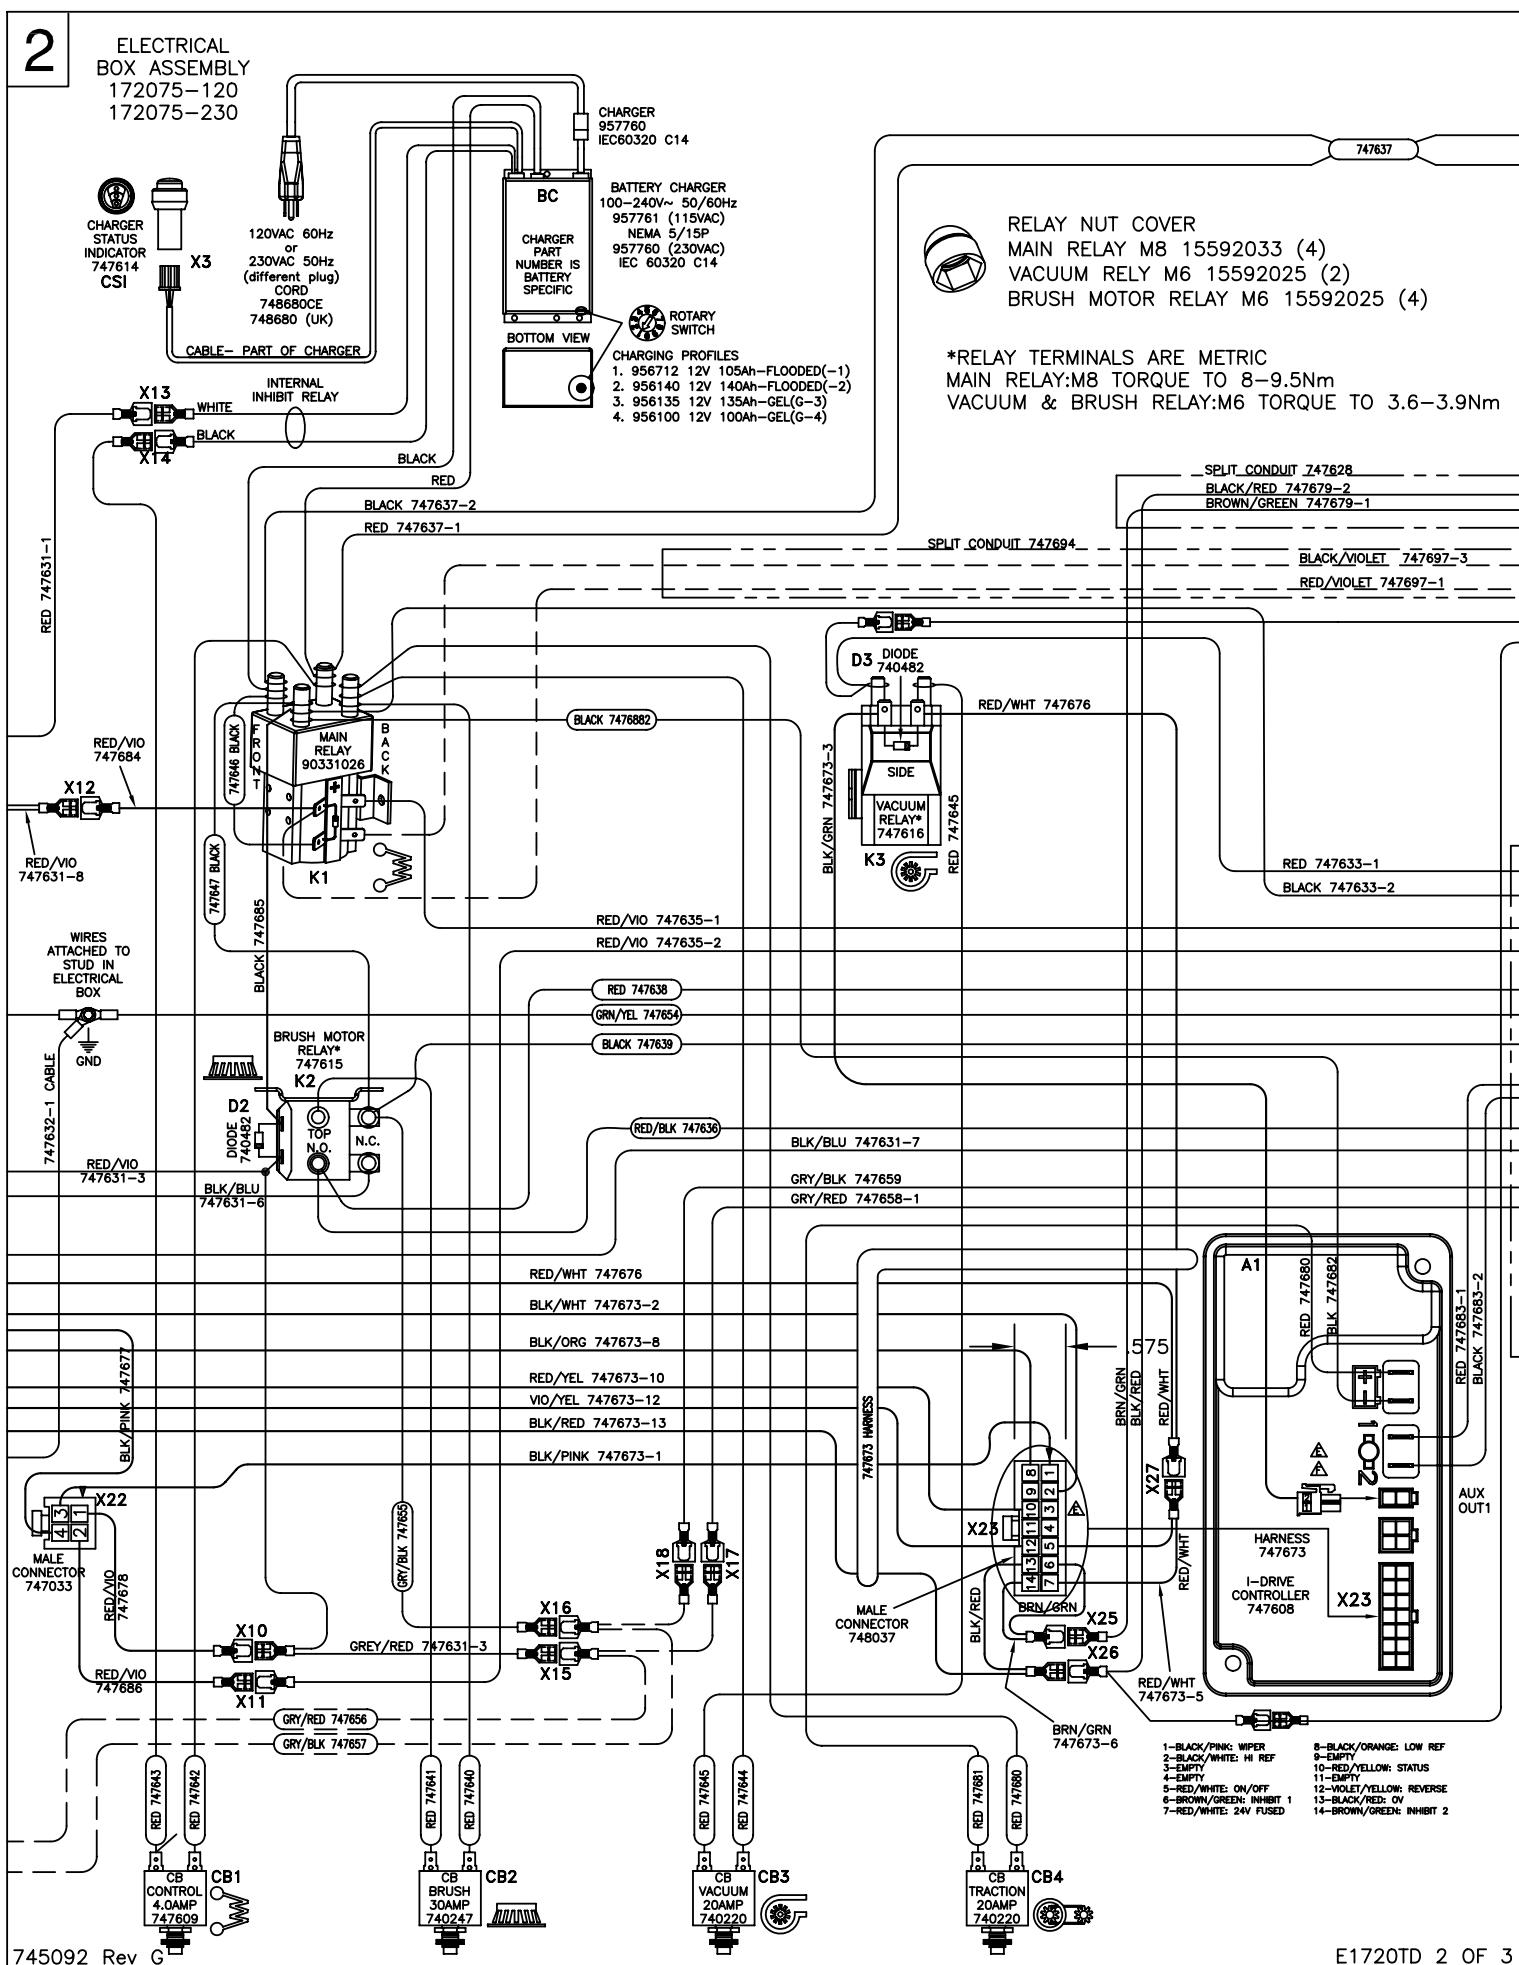 2
ELECTRICAL
BOX ASSEMBLY
172075-120
172075-230
CHARGER
957760
IEC60320 C14
747637
BC
CHARGER
PART
NUMBER IS
BATTERY
SPECIFIC
BATTERY CHARGER
100-240V~ 50/60Hz
957761 (115VAC)
NEMA 5/15P
957760 (230VAC)
IEC 60320 C14
CHARGER
STATUS
INDICATOR
747614
CSI
X3
120VAC 60Hz
or
230VAC 50Hz
(different plug)
CORD
748680CE
748680 (UK)
RELAY NUT COVER
MAIN RELAY M8 15592033 (4)
VACUUM RELY M6 15592025 (2)
BRUSH MOTOR RELAY M6 15592025 (4)
ROTARY
SWITCH
BOTTOM VIEW
CABLE- PART OF CHARGER
CHARGING PROFILES
1. 956712 12V 105Ah-FLOODED(-1)
2. 956140 12V 140Ah-FLOODED(-2)
3. 956135 12V 135Ah-GEL(G-3)
4. 956100 12V 100Ah-GEL(G-4)
*RELAY TERMINALS ARE METRIC
MAIN RELAY:M8 TORQUE TO 8-9.5Nm
VACUUM & BRUSH RELAY:M6 TORQUE TO 3.6-3.9Nm
X13
INTERNAL
INHIBIT RELAY
WHITE
BLACK
X14
BLACK
RED
BLACK 747637-2
RED 747637-1
SPLIT CONDUIT 747628
BLACK/RED 747679-2
BROWN/GREEN 747679-1
SPLIT CONDUIT 747694
BLACK/VIOLET 747697-3
RED/VIOLET 747697-1
RED 747631-1
D3
DIODE
740482
RED/WHT 747676
BLACK 7476882
FRONT
BACK
MAIN
RELAY
90331026
+
K1
747646 BLACK
747647 BLACK
RED/VIO
747684
X12
RED/VIO
747631-8
SIDE
VACUUM
RELAY*
747616
K3
BLK/GRN 747673-3
RED 747645
RED 747633-1
BLACK 747633-2
BLACK 747685
RED/VIO 747635-1
RED/VIO 747635-2
WIRES
ATTACHED TO
STUD IN
ELECTRICAL
BOX
GND
747632-1 CABLE
RED 747638
GRN/YEL 747654
BLACK 747639
BRUSH MOTOR
RELAY*
747615
K2
D2
DIODE
740482
TOP
N.O.
N.C.
RED/BLK 747636
BLK/BLU 747631-7
RED/VIO
747631-3
BLK/BLU
747631-6
GRY/BLK 747659
GRY/RED 747658-1
RED/WHT 747676
BLK/WHT 747673-2
BLK/ORG 747673-8
RED/YEL 747673-10
VIO/YEL 747673-12
BLK/RED 747673-13
BLK/PINK 747673-1
BLK/PINK 747677
.575
747673 HARNESS
BRN/GRN
BLK/RED
RED/WHT
A1
RED 747680
BLK 747682
RED 747683-1
BLACK 747683-2
+
-
1
2
E
F
AUX
OUT1
HARNESS
747673
I-DRIVE
CONTROLLER
747608
X23
X22
3 1
4 2
MALE
CONNECTOR
747033
RED/VIO
747678
GRY/BLK 747655
X18
X17
X23
8 1
9 2
10 3
11 4
12 5
13 6
14 7
E
X27
RED/WHT
MALE
CONNECTOR
748037
BLK/RED
BRN/GRN
X25
X26
X10
X16
GREY/RED 747631-3
X15
RED/VIO
747686
X11
RED/WHT
747673-5
BRN/GRN
747673-6
GRY/RED 747656
GRY/BLK 747657
1-BLACK/PINK: WIPER
2-BLACK/WHITE: HI REF
3-EMPTY
4-EMPTY
5-RED/WHITE: ON/OFF
6-BROWN/GREEN: INHIBIT 1
7-RED/WHITE: 24V FUSED
8-BLACK/ORANGE: LOW REF
9-EMPTY
10-RED/YELLOW: STATUS
11-EMPTY
12-VIOLET/YELLOW: REVERSE
13-BLACK/RED: 0V
14-BROWN/GREEN: INHIBIT 2
RED 747643
RED 747642
RED 747641
RED 747640
RED 747645
RED 747644
RED 747681
RED 747680
CB
CONTROL
4.0AMP
747609
CB1
CB
BRUSH
30AMP
740247
CB2
CB
VACUUM
20AMP
740220
CB3
CB
TRACTION
20AMP
740220
CB4
745092 Rev G
E1720TD 2 OF 3